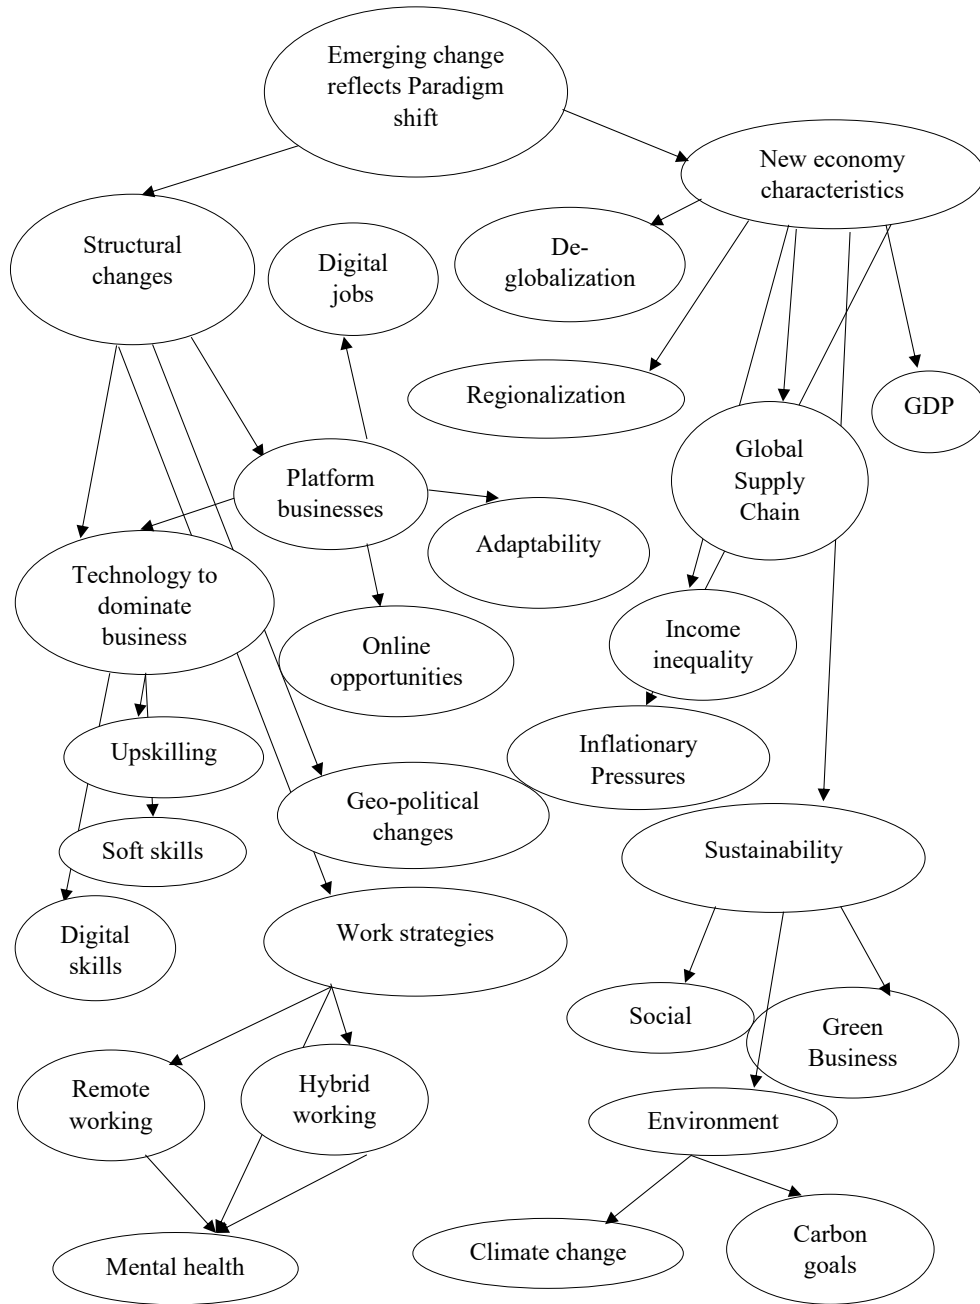 Emerging change
reflects Paradigm
shift
New economy
characteristics
Structural
changes
Digital
jobs
De-
globalization
Regionalization
GDP
Global
Supply
Chain
Platform
businesses
Adaptability
Technology to
dominate
business
Online
opportunities
Income
inequality
Upskilling
Inflationary
Pressures
Geo-political
changes
Soft skills
Sustainability
Digital
skills
Work strategies
Social
Green
Business
Remote
working
Hybrid
working
Environment
Mental health
Climate change
Carbon
goals